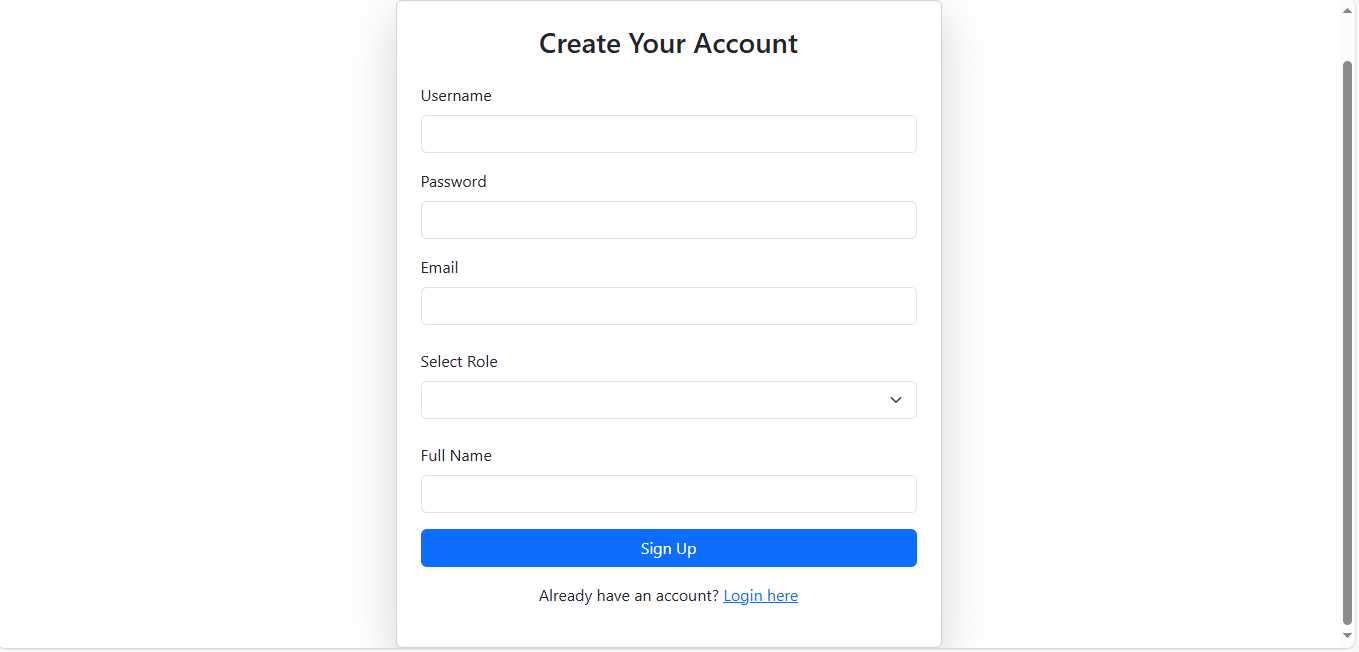 Create Your Account
Username
Password
Email
Select Role
Full Name
Sign Up
Already have an account? Login here